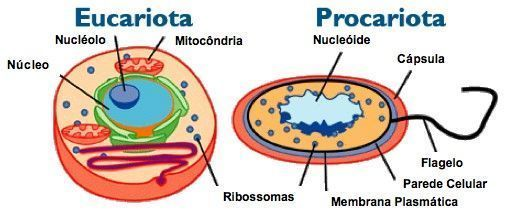 Eucariota
Procariota
Nucléolo
Mitocôndria
Núcleo
Nucleóide
Cápsula
Ribossomas
Flagelo
Parede Celular
Membrana Plasmática